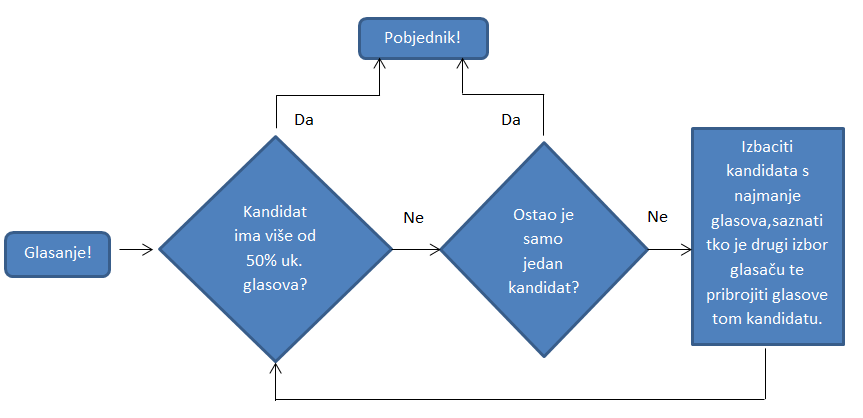 Pobjednik!
Da
Da
Glasanje!
Kandidat
ima više od
50% uk.
glasova?
Ne
Ostao je
samo
jedan
kandidat?
Ne
Izbaciti
kandidata s
najmanje
glasova,saznati
tko je drugi izbor
glasaču te
pribrojiti glasove
tom kandidatu.